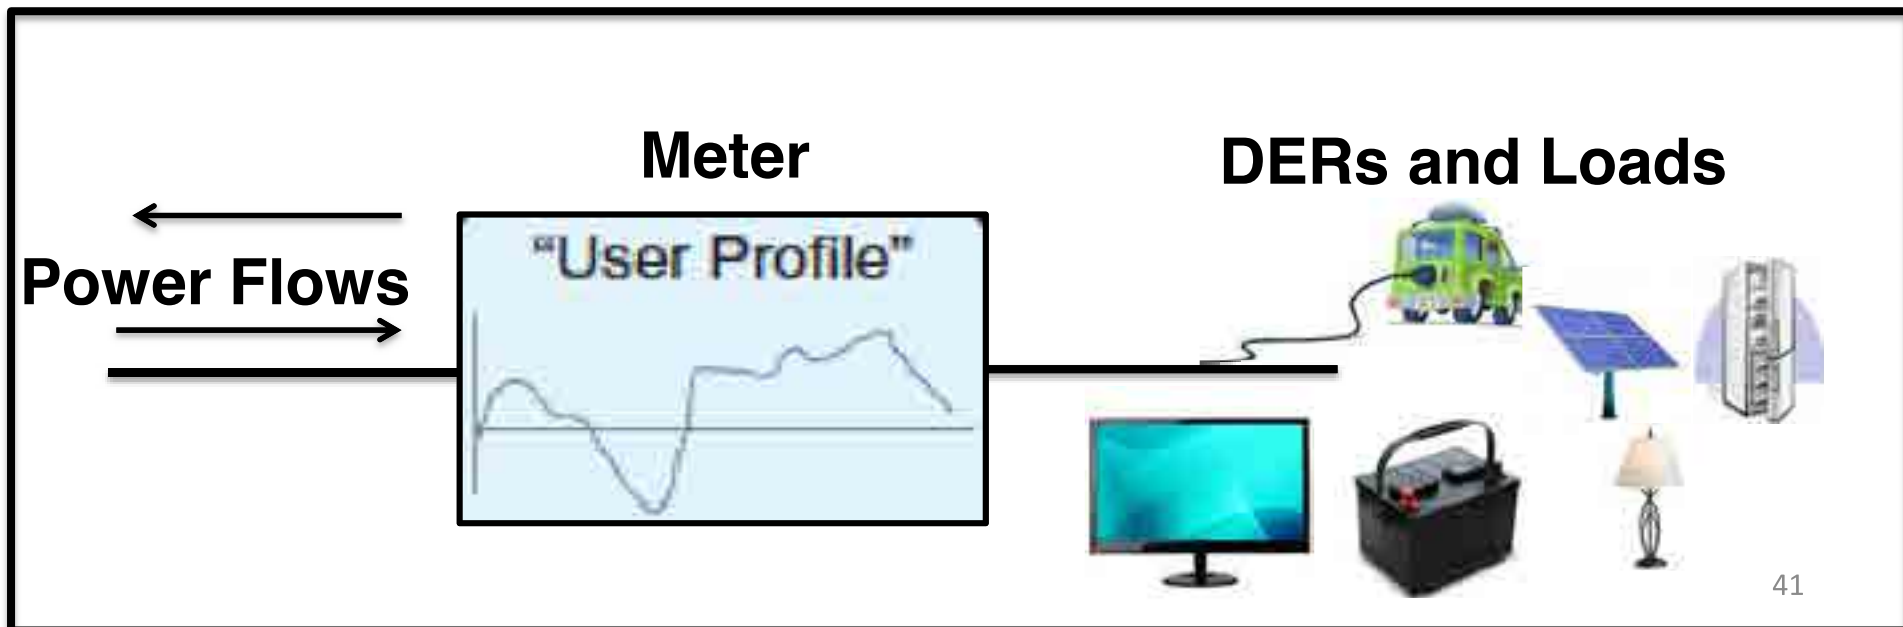 Meter
DERs and Loads
“User Profile”
Power Flows
41